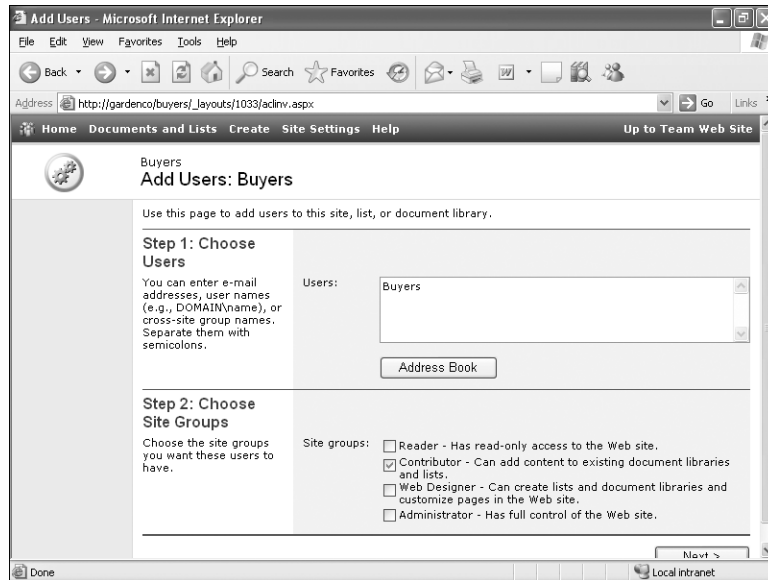 Add Users - Microsoft Internet Explorer
File Edit View Favorites Tools Help
Back Search Favorites
Address http://gardenco/buyers/_layouts/1033/aclinv.aspx Go Links
Home Documents and Lists Create Site Settings Help Up to Team Web Site
Buyers
Add Users: Buyers
Use this page to add users to this site, list, or document library.
Step 1: Choose
Users
You can enter e-mail
addresses, user names
(e.g., DOMAIN\name), or
cross-site group names.
Separate them with
semicolons.
Users: Buyers
Address Book
Step 2: Choose
Site Groups
Choose the site groups
you want these users to
have.
Site groups:
Reader - Has read-only access to the Web site.
Contributor - Can add content to existing document libraries
and lists.
Web Designer - Can create lists and document libraries and
customize pages in the Web site.
Administrator - Has full control of the Web site.
Next >
Done Local intranet